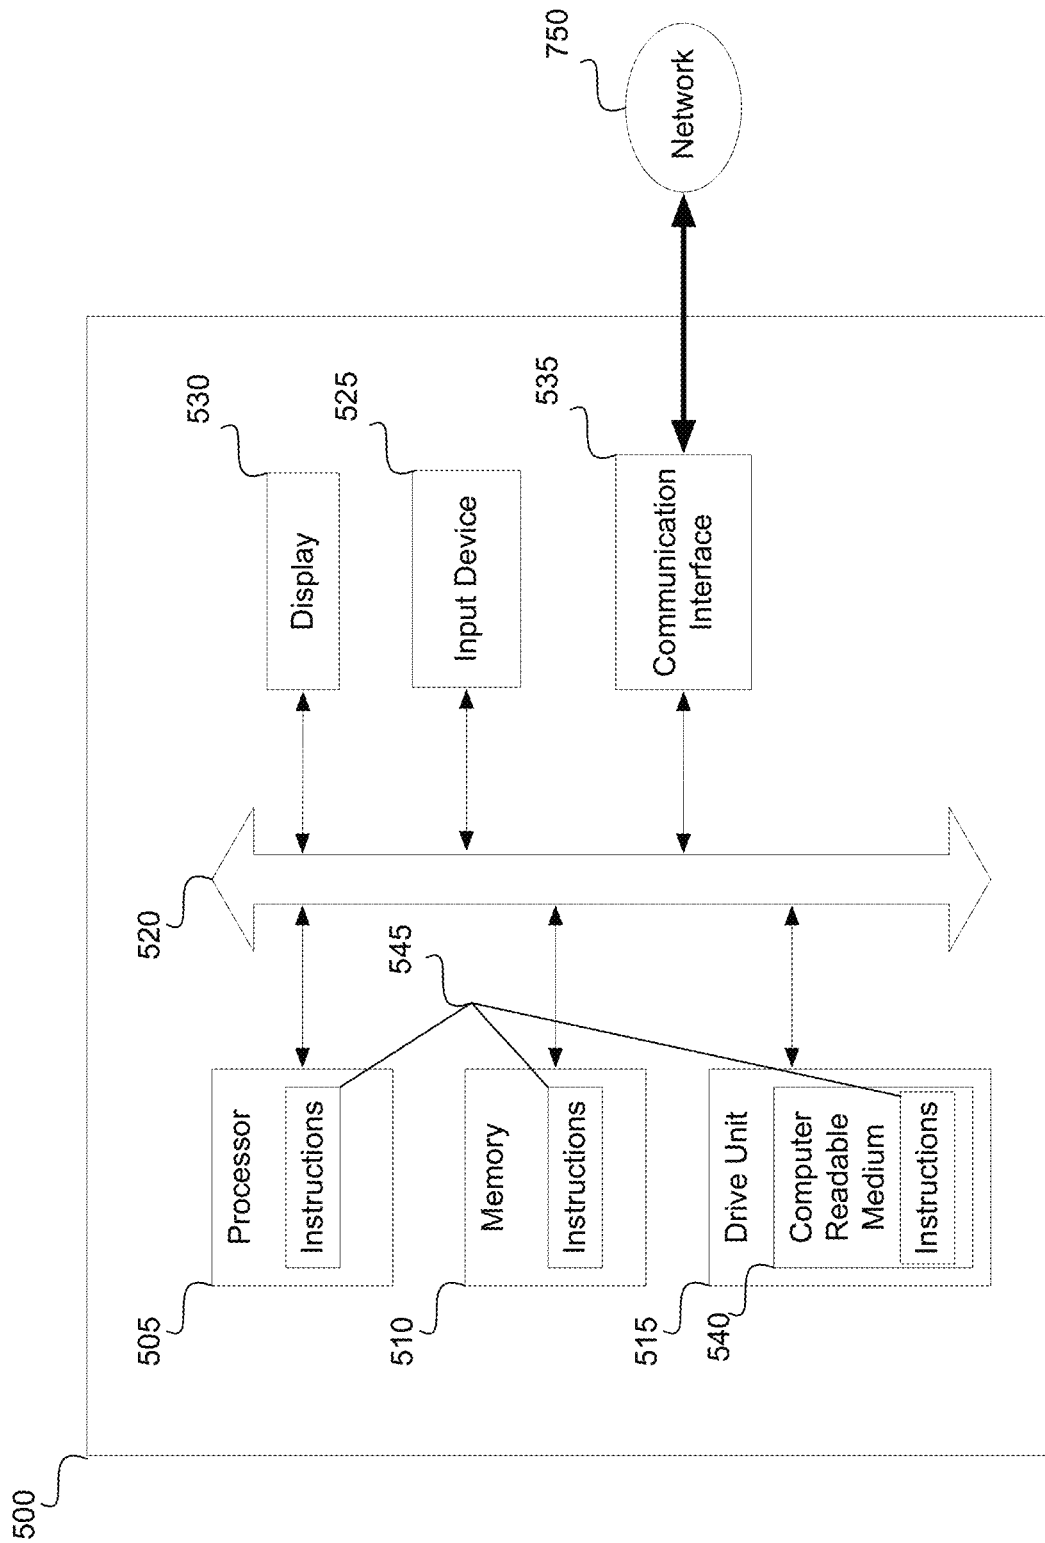 500
505
Processor
Instructions
510
Memory
Instructions
515
Drive Unit
540
Computer
Readable
Medium
Instructions
545
520
530
Display
525
Input Device
535
Communication
Interface
750
Network